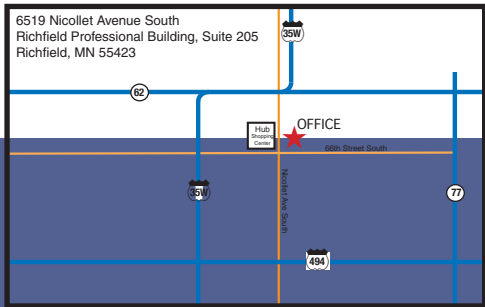 6519 Nicollet Avenue South
Richfield Professional Building, Suite 205
Richfield, MN 55423
35W
62
Hub
Shopping
Center
OFFICE
66th Street South
35W
Nicollet Ave South
77
494